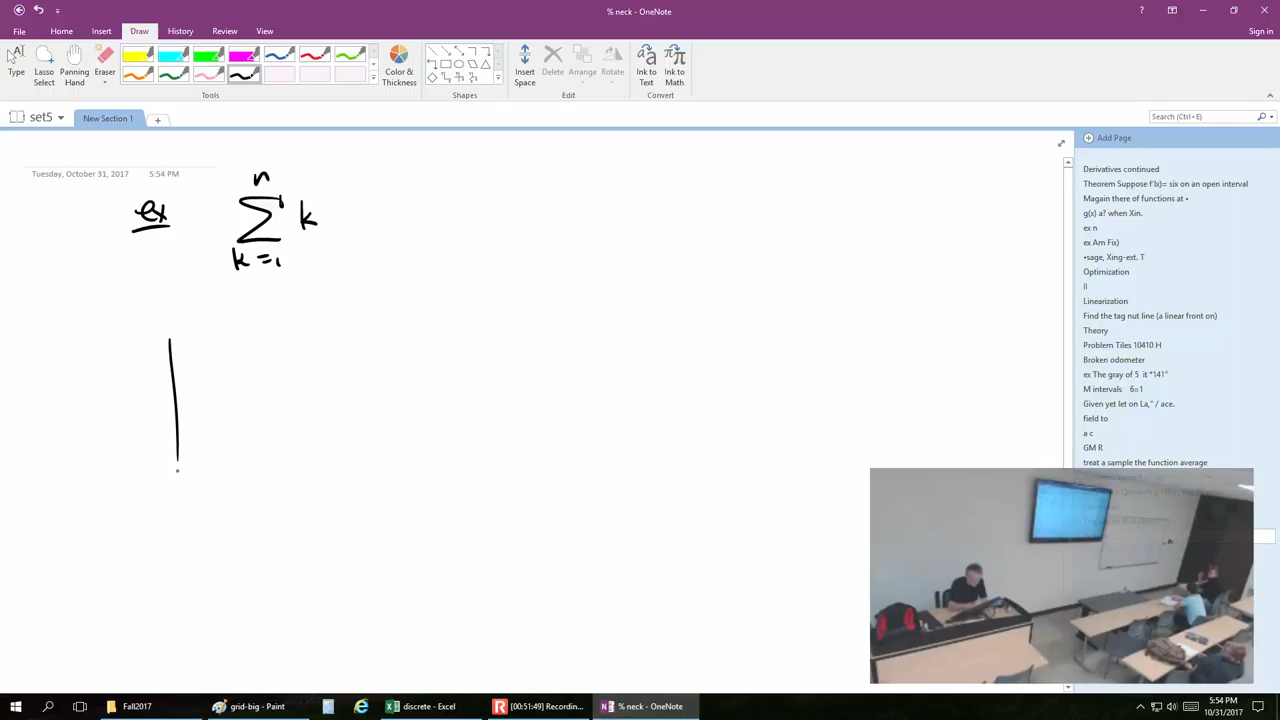 % neck - OneNote
? Sign in
File Home Insert Draw History Review View
Type Lasso Select Panning Hand Eraser Color & Thickness Insert Space Delete Arrange Rotate Ink to Text Ink to Math
Tools Shapes Edit Convert
set5 New Section 1 Search (Ctrl+E)
Add Page
Tuesday, October 31, 2017 5:54 PM
n
ex Σ k
k = 1
Derivatives continued
Theorem Suppose f'lx)= six on an open interval
Magain there of functions at •
g(x) a? when Xin.
ex n
ex Am Fix)
•sage, Xing-ext. T
Optimization
II
Linearization
Find the tag nut line (a linear front on)
Theory
Problem Tiles 10410 H
Broken odometer
ex The gray of 5 it *141"
M intervals 6=1
Given yet let on La," / ace.
field to
a c
GM R
treat a sample the function average
Fall2017 grid-big - Paint discrete - Excel [00:51:49] Recording... % neck - OneNote
5:54 PM
10/31/2017